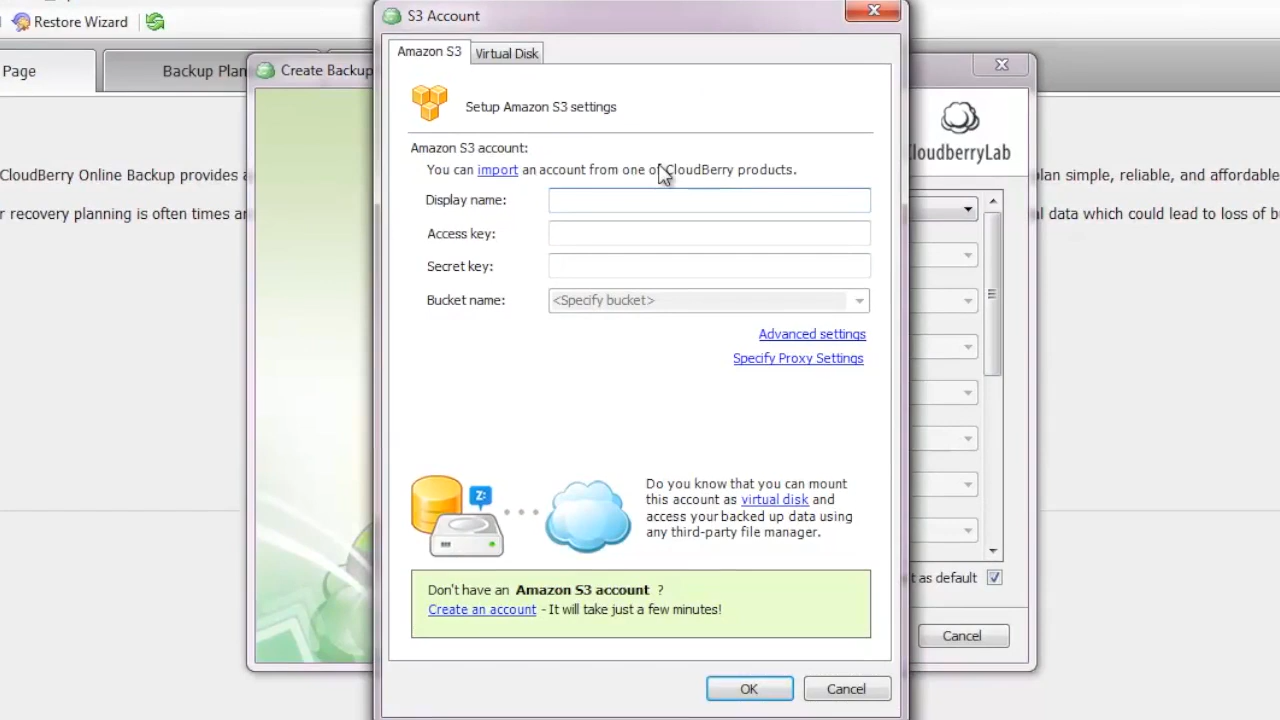 S3 Account
Restore Wizard
Page
Backup Plan
Create Backup
Amazon S3
Virtual Disk
Setup Amazon S3 settings
CloudberryLab
Amazon S3 account:
You can import an account from one of CloudBerry products.
CloudBerry Online Backup provides
plan simple, reliable, and affordable
Display name:
recovery planning is often times
data which could lead to loss of
Access key:
Secret key:
Bucket name:
<Specify bucket>
Advanced settings
Specify Proxy Settings
Z:
Do you know that you can mount
this account as virtual disk and
access your backed up data using
any third-party file manager.
as default
Don't have an Amazon S3 account ?
Create an account - It will take just a few minutes!
Cancel
OK
Cancel